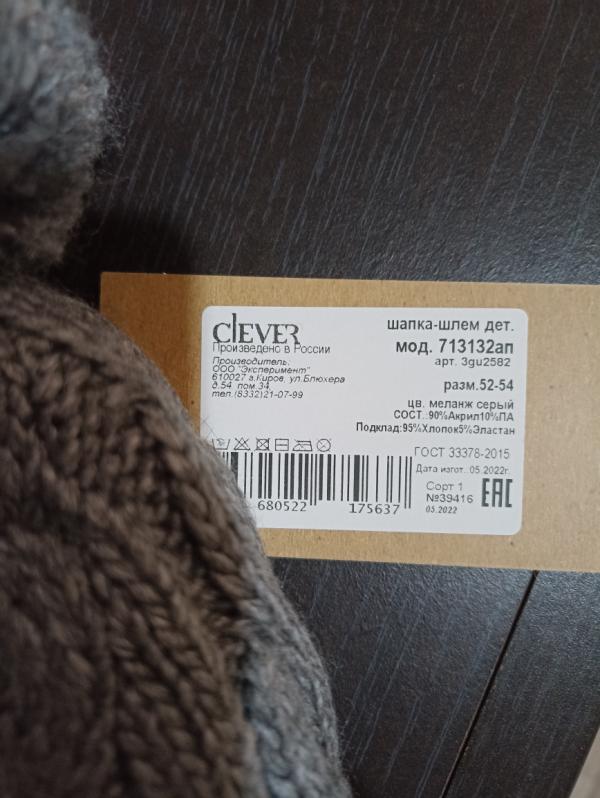 CLEVER
Произведено в России
Производитель:
ООО "Эксперимент"
610027 г.Киров, ул.Блюхера
д.54, пом.34
тел.(8332)21-07-99
шапка-шлем дет.
мод. 713132ап
арт. 3gu2582
разм.52-54
цв. меланж серый
СОСТ.:90%Акрил10%ПА
Подклад:95%Хлопок5%Эластан
ГОСТ 33378-2015
Дата изгот. 05.2022г.
Сорт 1
№39416
05.2022
ЕАС
680522 175637